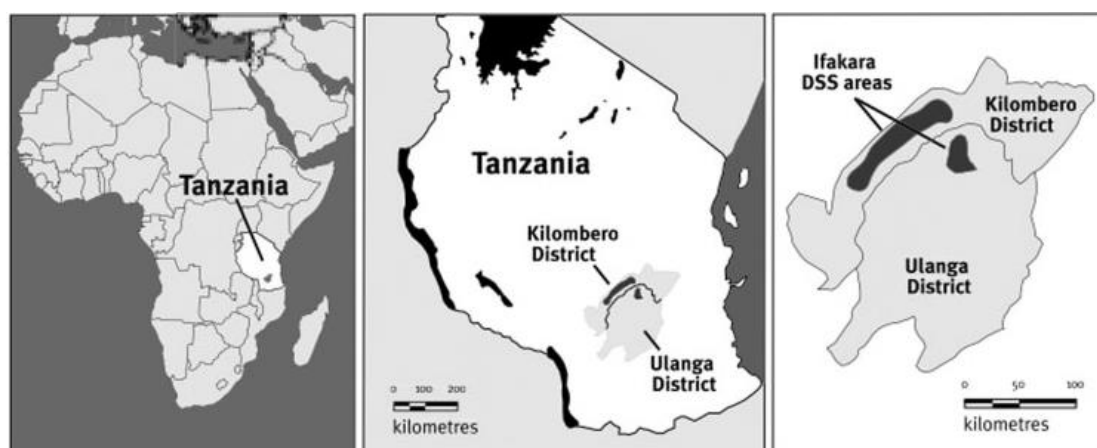 Tanzania
Tanzania
Kilombero
District
Ulanga
District
0 100 200
kilometres
Ifakara
DSS areas
Kilombero
District
Ulanga
District
0 50 100
kilometres